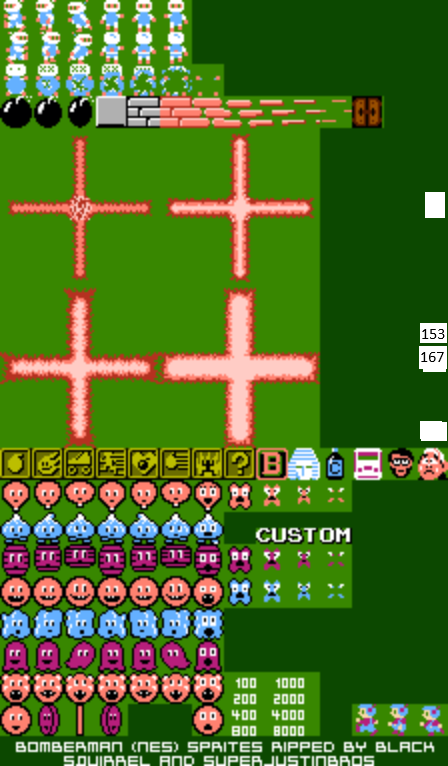 153
167
? B
CUSTOM
100 1000
200 2000
400 4000
800 8000
BOMBERMAN (NES) SPRITES RIPPED BY BLACK
SQUIRREL AND SUPERJUSTINBROS